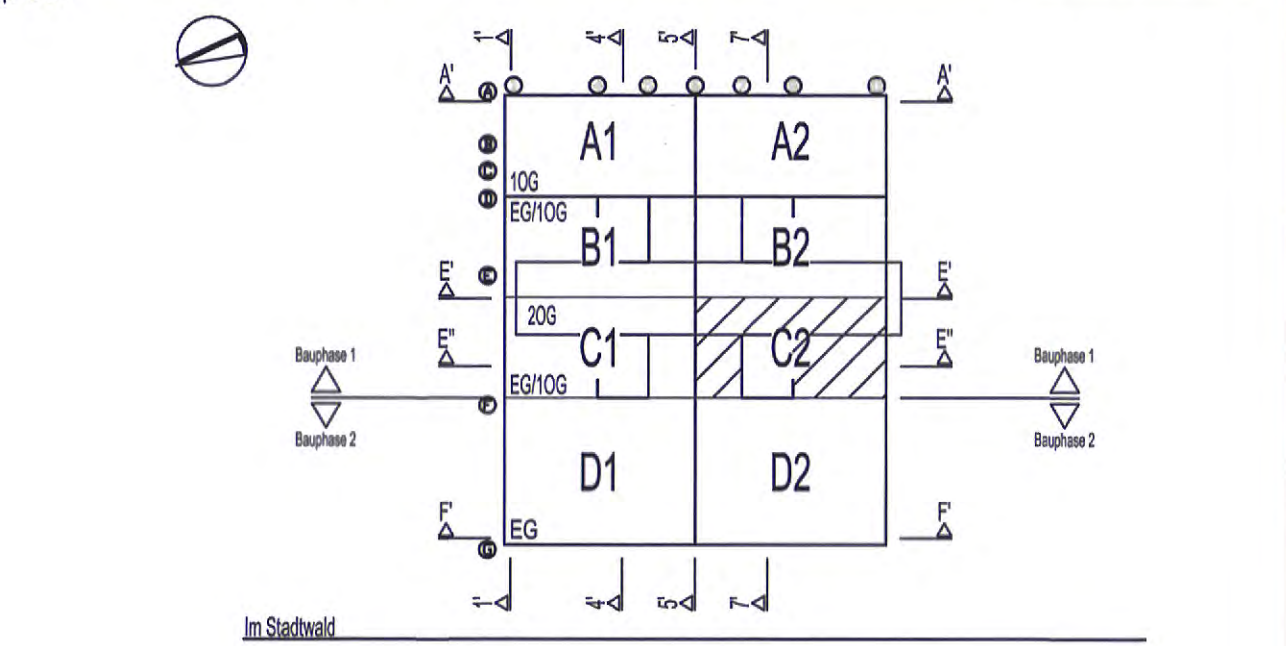 1' 4' 5' 7'
A' A A'
A1 A2
B
C
1OG
D
EG/1OG
B1 B2
E' E E'
2OG
E" C1 C2 E"
Bauphase 1 Bauphase 1
EG/1OG
F
Bauphase 2 Bauphase 2
D1 D2
F' F'
EG
G
1' 4' 5' 7'
Im Stadtwald